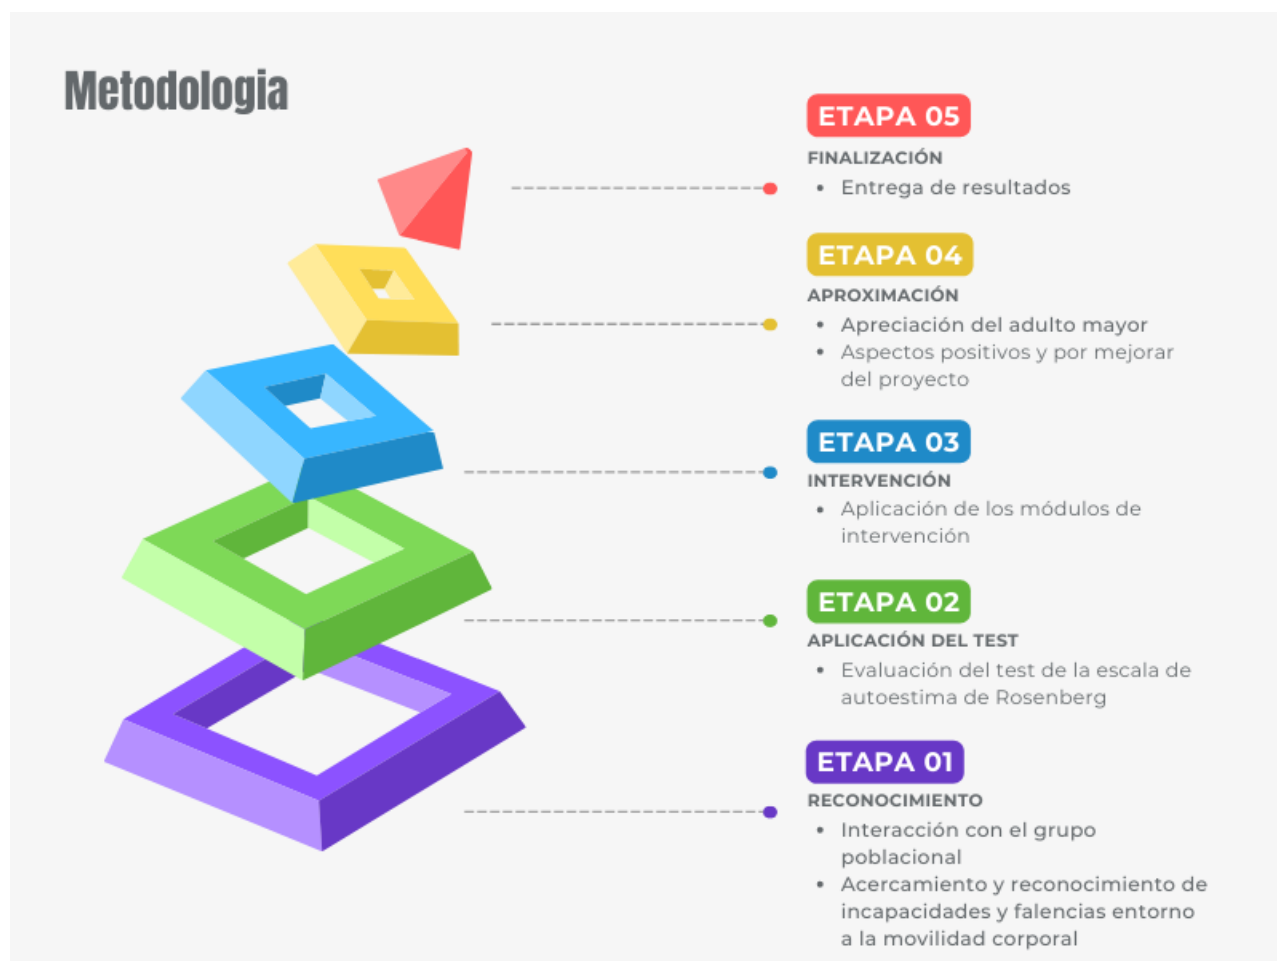 Metodologia
ETAPA 05
FINALIZACIÓN
• Entrega de resultados
ETAPA 04
APROXIMACIÓN
• Apreciación del adulto mayor
• Aspectos positivos y por mejorar
del proyecto
ETAPA 03
INTERVENCIÓN
• Aplicación de los módulos de
intervención
ETAPA 02
APLICACIÓN DEL TEST
• Evaluación del test de la escala de
autoestima de Rosenberg
ETAPA 01
RECONOCIMIENTO
• Interacción con el grupo
poblacional
• Acercamiento y reconocimiento de
incapacidades y falencias entorno
a la movilidad corporal